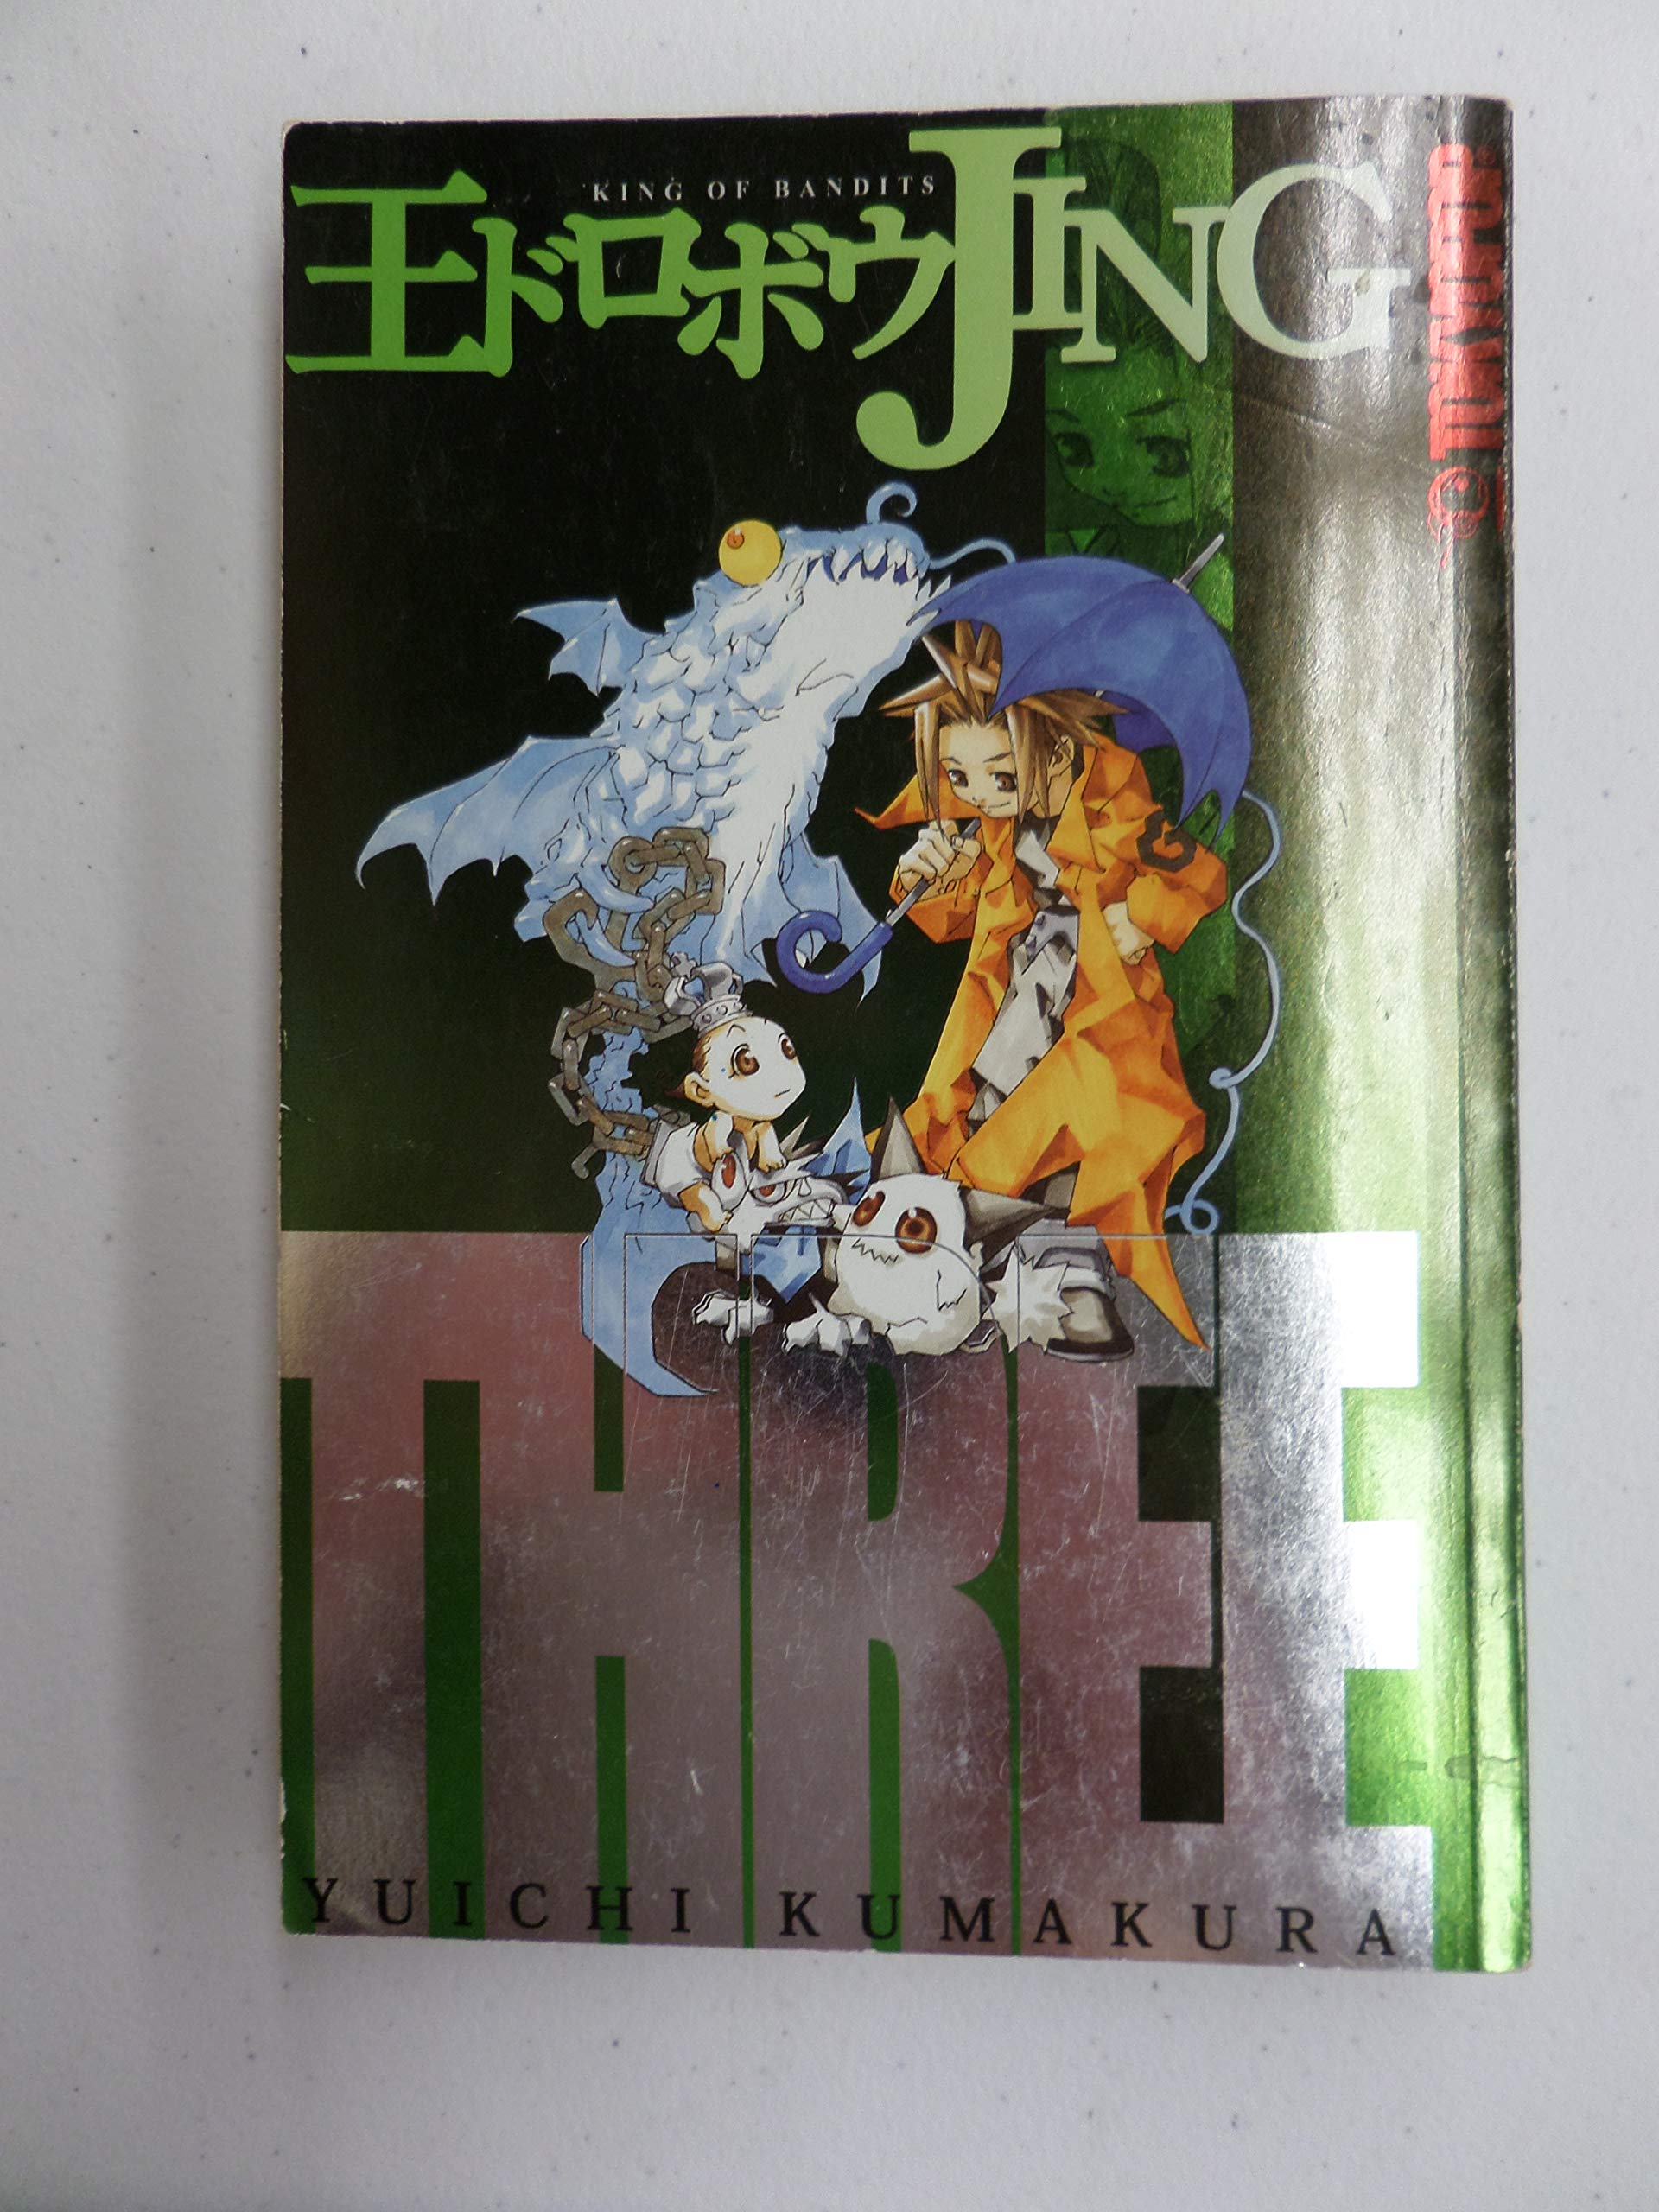 KING OF BANDITS
王ドロボウJING
TOKYOPOP
THREE
YUICHI KUMAKURA